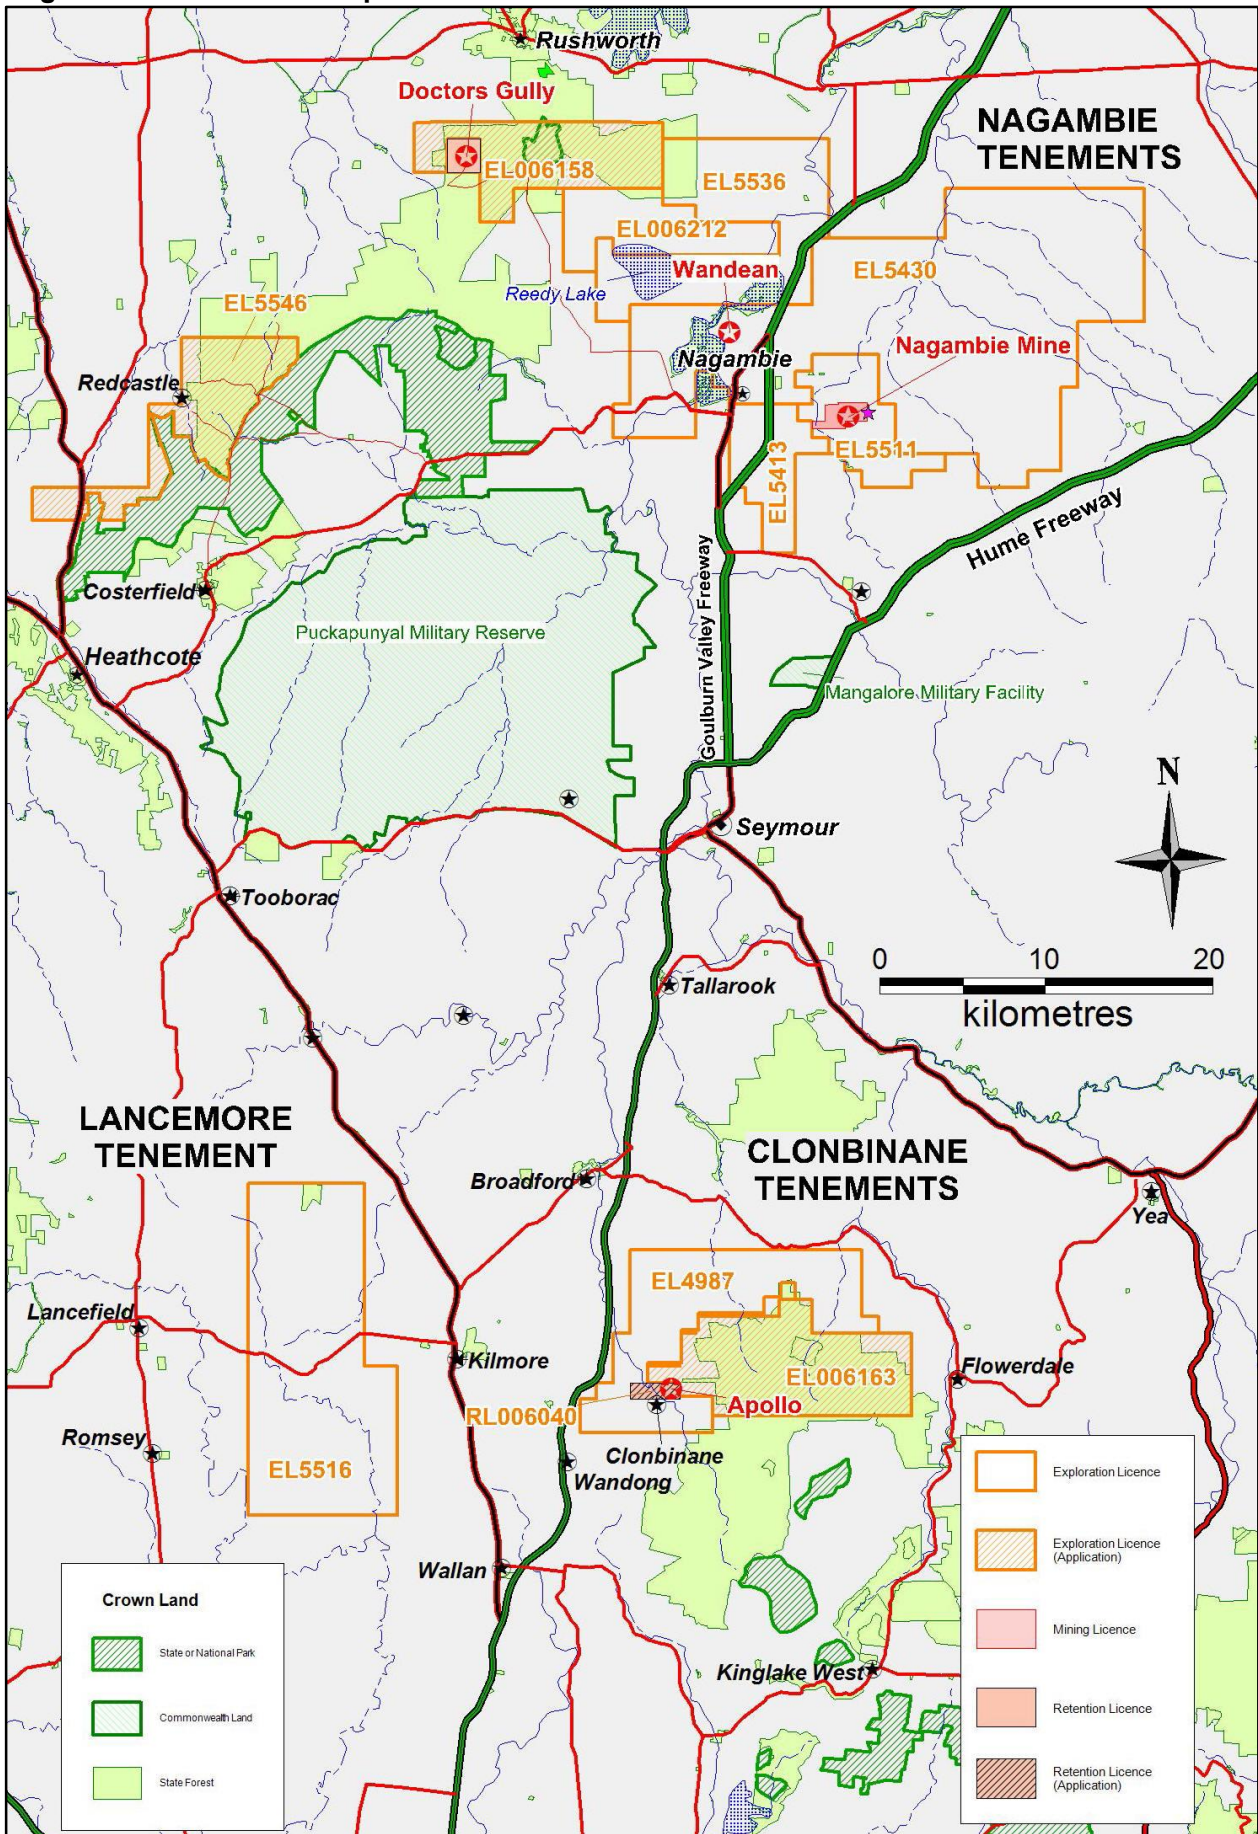 Rushworth
Doctors Gully
NAGAMBIE
TENEMENTS
EL006158
EL5536
EL006212
Wandean
EL5430
Reedy Lake
EL5546
Nagambie
Nagambie Mine
Redcastle
EL5511
EL5413
Hume Freeway
Goulburn Valley Freeway
Costerfield
Puckapunyal Military Reserve
Heathcote
Mangalore Military Facility
N
Seymour
Tooborac
0 10 20
kilometres
Tallarook
LANCEMORE
TENEMENT
CLONBINANE
TENEMENTS
Broadford
Yea
EL4987
Lancefield
Kilmore
Flowerdale
EL006163
Apollo
RL006040
Romsey
Clonbinane
EL5516
Wandong
Wallan
Kinglake West
Crown Land
State or National Park
Commonwealth Land
State Forest
Exploration Licence
Exploration Licence
(Application)
Mining Licence
Retention Licence
Retention Licence
(Application)